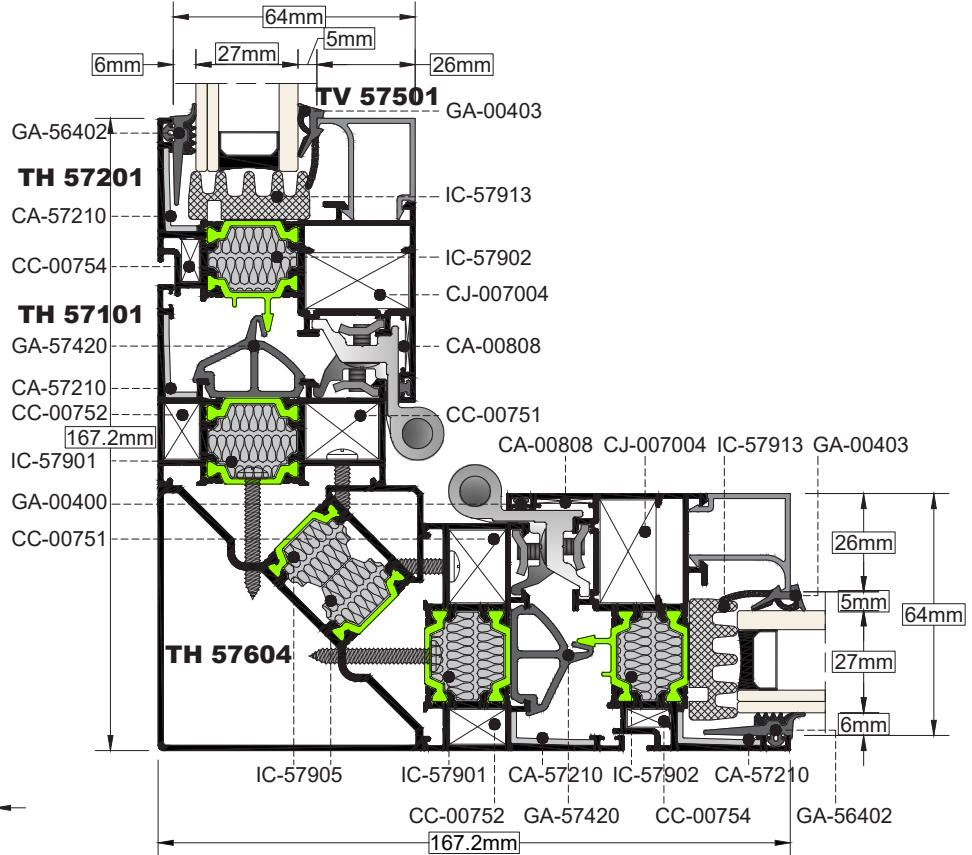 64mm
5mm
6mm
27mm
26mm
TV 57501
GA-00403
GA-56402
TH 57201
IC-57913
CA-57210
CC-00754
IC-57902
CJ-007004
TH 57101
GA-57420
CA-00808
CA-57210
CC-00752
CC-00751
167.2mm
CA-00808
CJ-007004
IC-57913
GA-00403
IC-57901
GA-00400
CC-00751
26mm
5mm
64mm
TH 57604
27mm
6mm
IC-57905
IC-57901
CA-57210
IC-57902
CA-57210
CC-00752
GA-57420
CC-00754
GA-56402
167.2mm